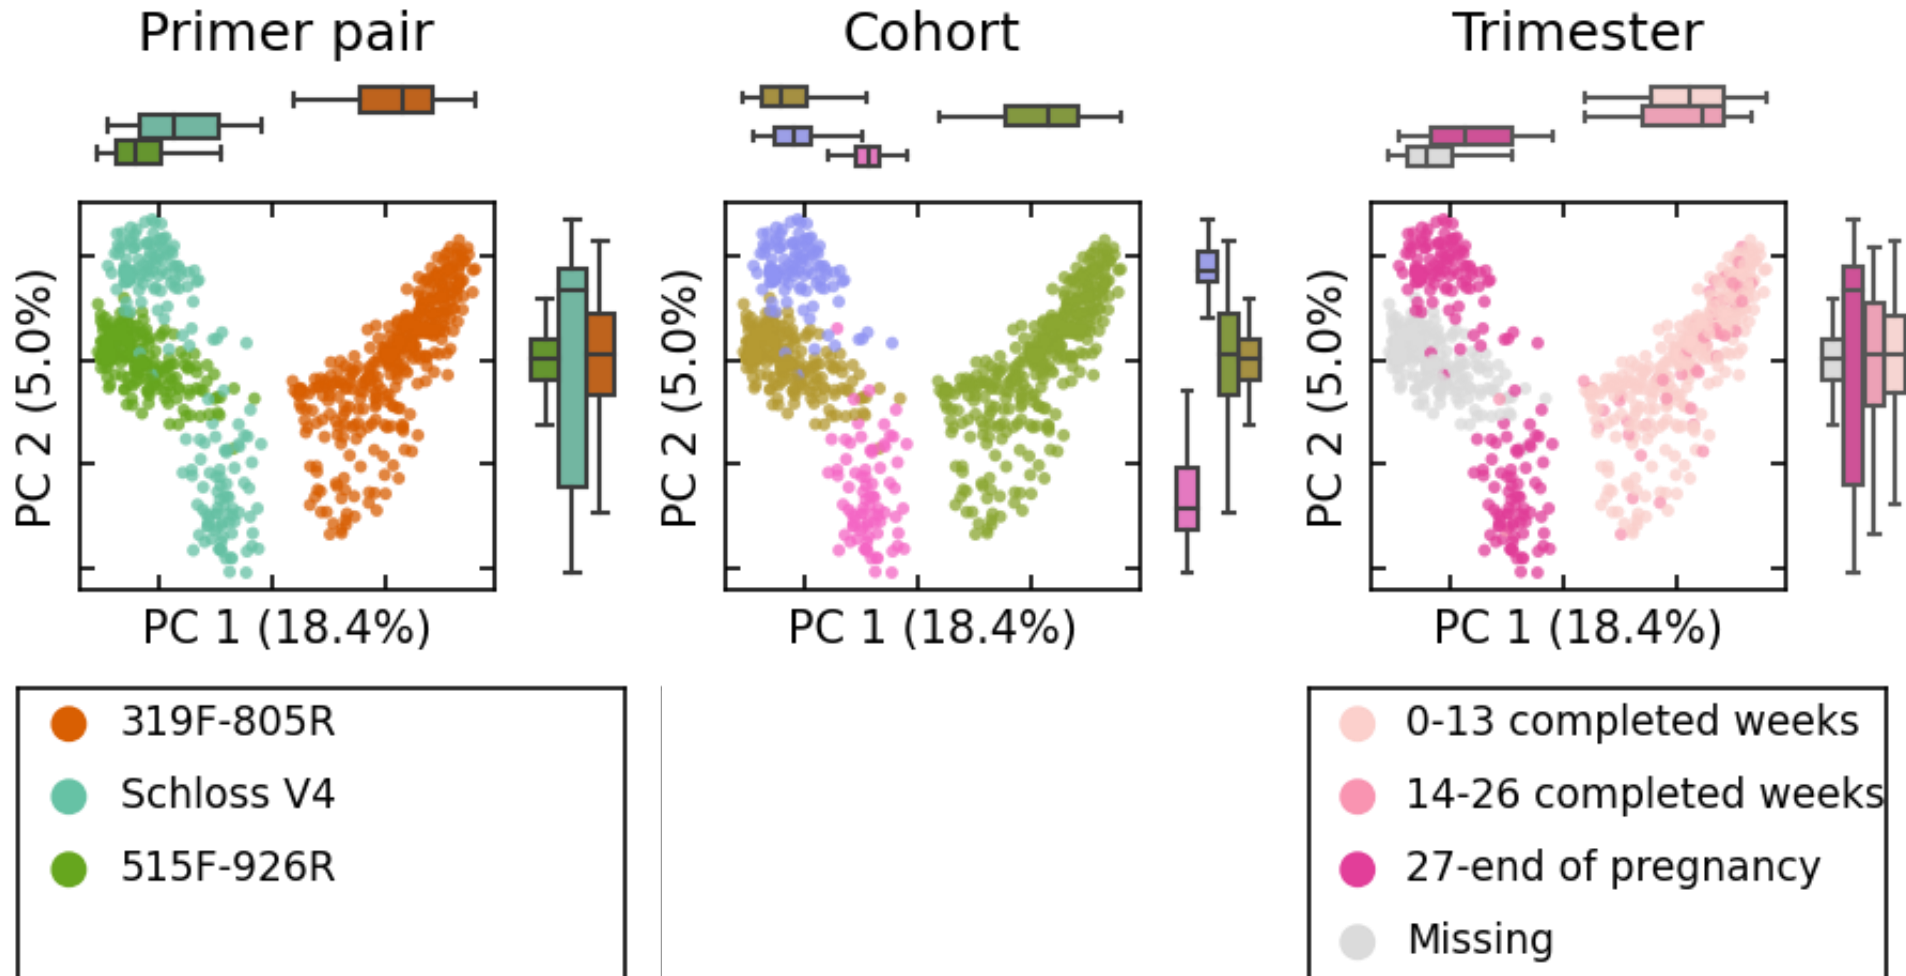 Primer pair
Cohort
Trimester
PC 2 (5.0%)
PC 2 (5.0%)
PC 2 (5.0%)
PC 1 (18.4%)
PC 1 (18.4%)
PC 1 (18.4%)
319F-805R
Schloss V4
515F-926R
0-13 completed weeks
14-26 completed weeks
27-end of pregnancy
Missing